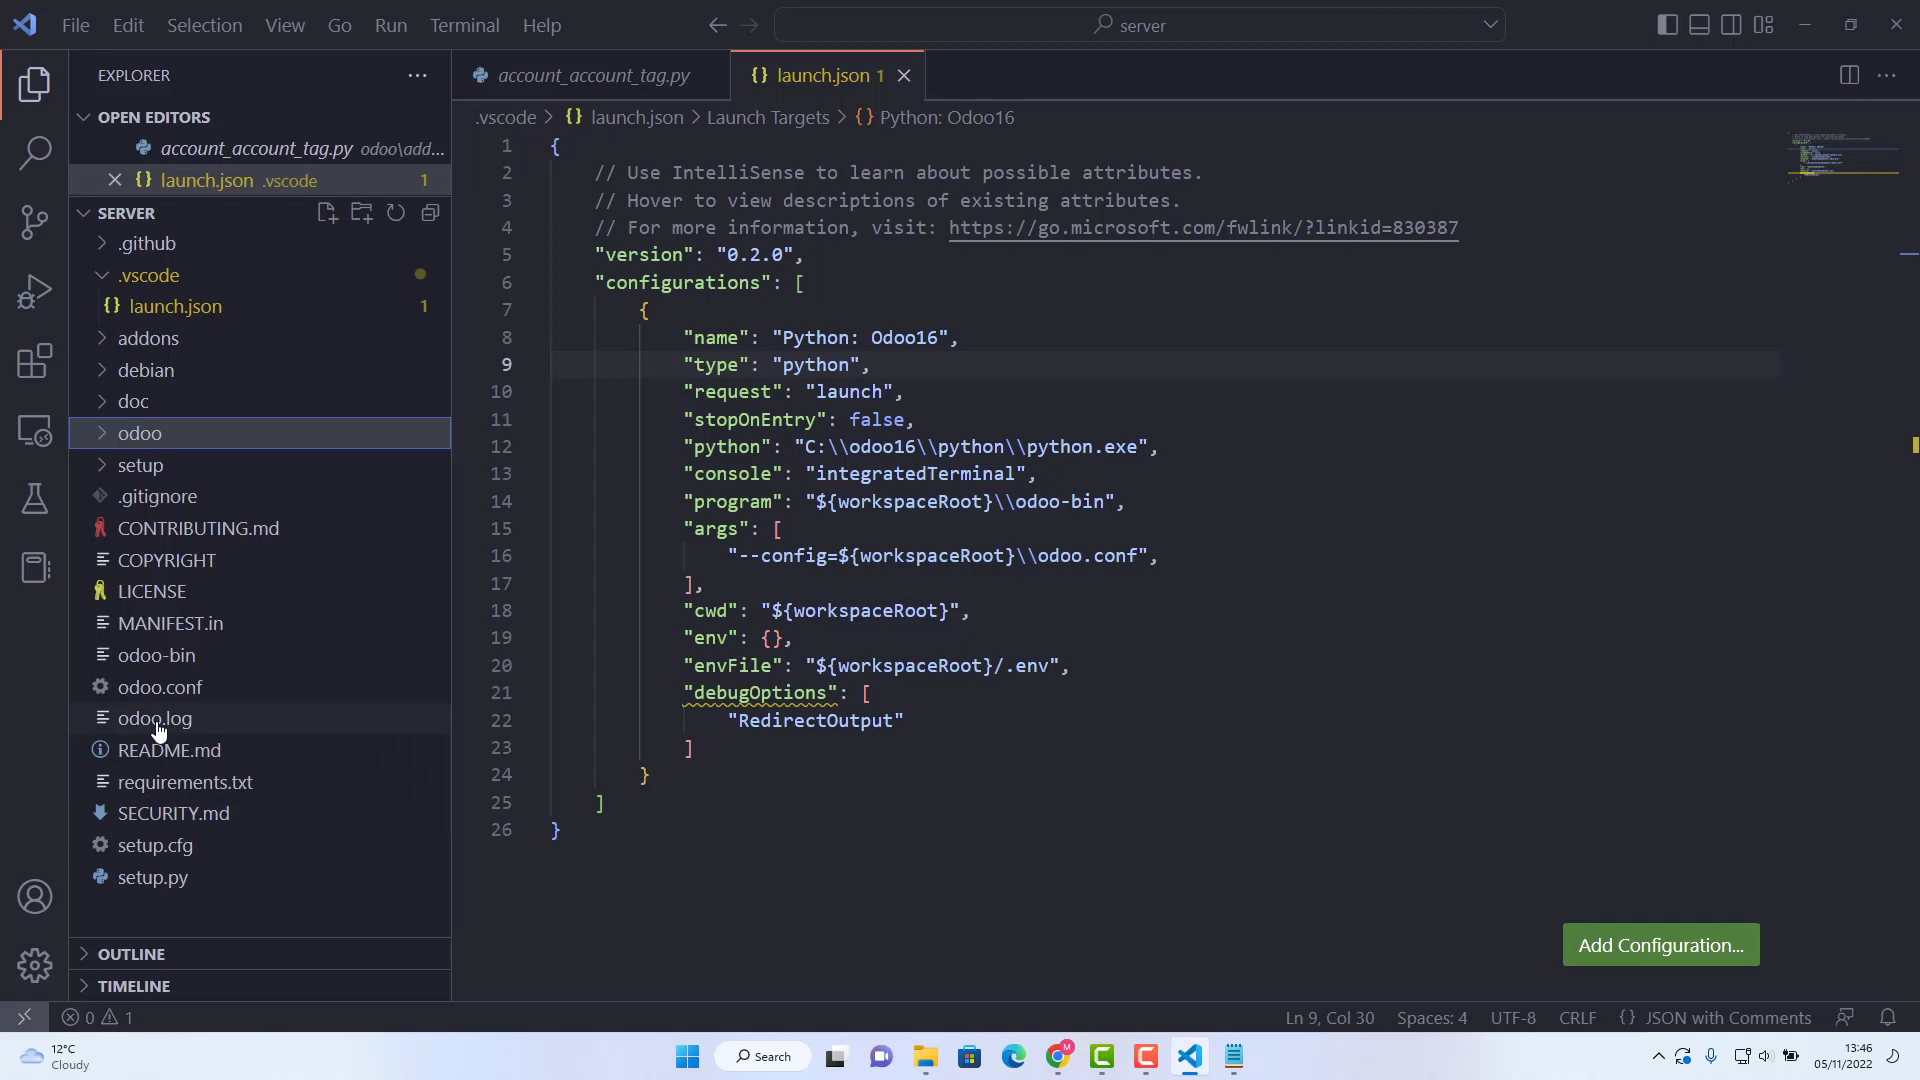 File Edit Selection View Go Run Terminal Help
server
EXPLORER
OPEN EDITORS
account_account_tag.py odoo\add...
launch.json .vscode 1
SERVER
.github
.vscode
launch.json 1
addons
debian
doc
odoo
setup
.gitignore
CONTRIBUTING.md
COPYRIGHT
LICENSE
MANIFEST.in
odoo-bin
odoo.conf
odoo.log
README.md
requirements.txt
SECURITY.md
setup.cfg
setup.py
OUTLINE
TIMELINE
account_account_tag.py
{} launch.json 1
.vscode > {} launch.json > Launch Targets > {} Python: Odoo16
1 {
2 // Use IntelliSense to learn about possible attributes.
3 // Hover to view descriptions of existing attributes.
4 // For more information, visit: https://go.microsoft.com/fwlink/?linkid=830387
5 "version": "0.2.0",
6 "configurations": [
7 {
8 "name": "Python: Odoo16",
9 "type": "python",
10 "request": "launch",
11 "stopOnEntry": false,
12 "python": "C:\\odoo16\\python\\python.exe",
13 "console": "integratedTerminal",
14 "program": "${workspaceRoot}\\odoo-bin",
15 "args": [
16 "--config=${workspaceRoot}\\odoo.conf",
17 ],
18 "cwd": "${workspaceRoot}",
19 "env": {},
20 "envFile": "${workspaceRoot}/.env",
21 "debugOptions": [
22 "RedirectOutput"
23 ]
24 }
25 ]
26 }
Add Configuration...
0 1
Ln 9, Col 30 Spaces: 4 UTF-8 CRLF {} JSON with Comments
12°C
Cloudy
Search
M
13:46
05/11/2022